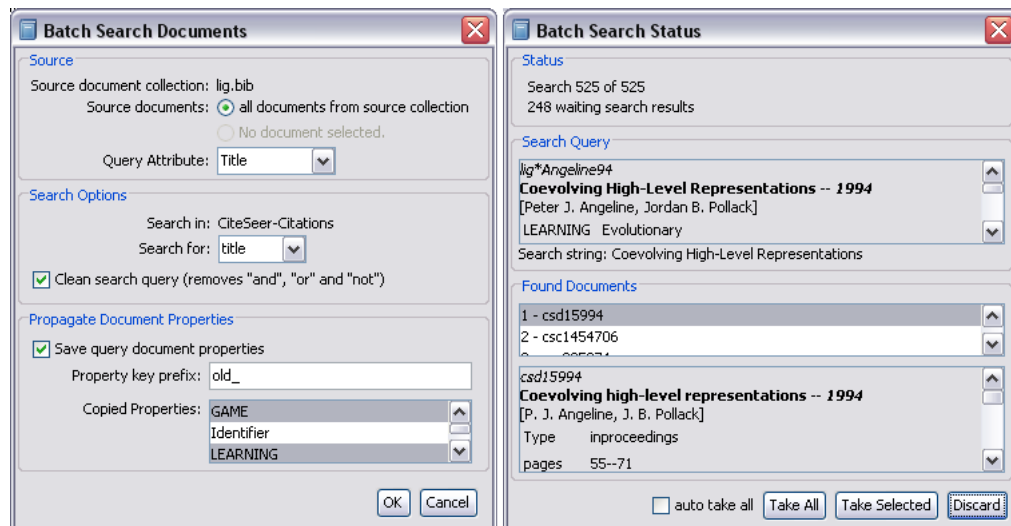 Batch Search Documents
Source
Source document collection: lig.bib
Source documents: all documents from source collection
No document selected.
Query Attribute: Title
Search Options
Search in: CiteSeer-Citations
Search for: title
Clean search query (removes "and", "or" and "not")
Propagate Document Properties
Save query document properties
Property key prefix: old_
Copied Properties: GAME
Identifier
LEARNING
OK Cancel
Batch Search Status
Status
Search 525 of 525
248 waiting search results
Search Query
lig*Angeline94
Coevolving High-Level Representations -- 1994
[Peter J. Angeline, Jordan B. Pollack]
LEARNING Evolutionary
Search string: Coevolving High-Level Representations
Found Documents
1 - csd15994
2 - csc1454706
csd15994
Coevolving high-level representations -- 1994
[P. J. Angeline, J. B. Pollack]
Type inproceedings
pages 55--71
auto take all Take All Take Selected Discard